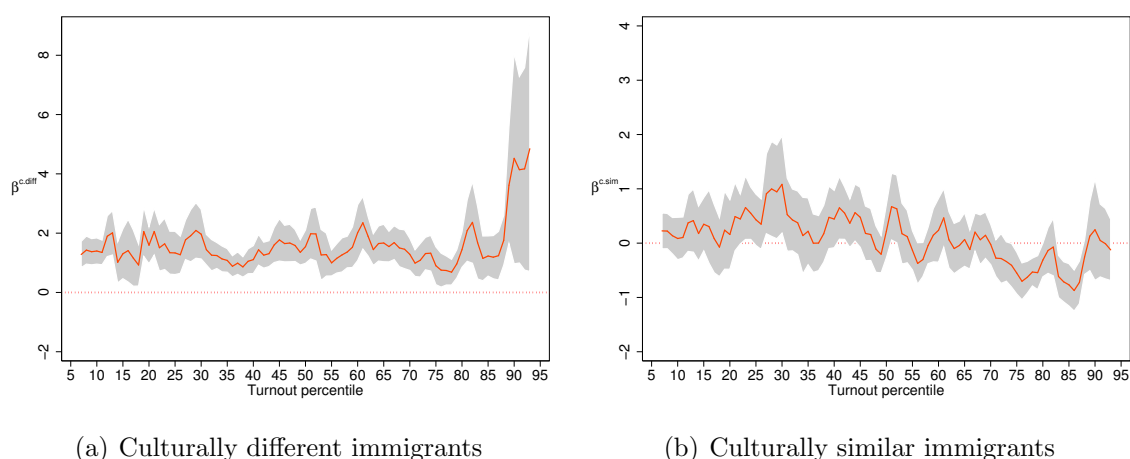 8
6
4
2
0
−2
β^c.diff
5 10 15 20 25 30 35 40 45 50 55 60 65 70 75 80 85 90 95
Turnout percentile
(a) Culturally different immigrants
4
3
2
1
0
−1
−2
β^c.sim
5 10 15 20 25 30 35 40 45 50 55 60 65 70 75 80 85 90 95
Turnout percentile
(b) Culturally similar immigrants